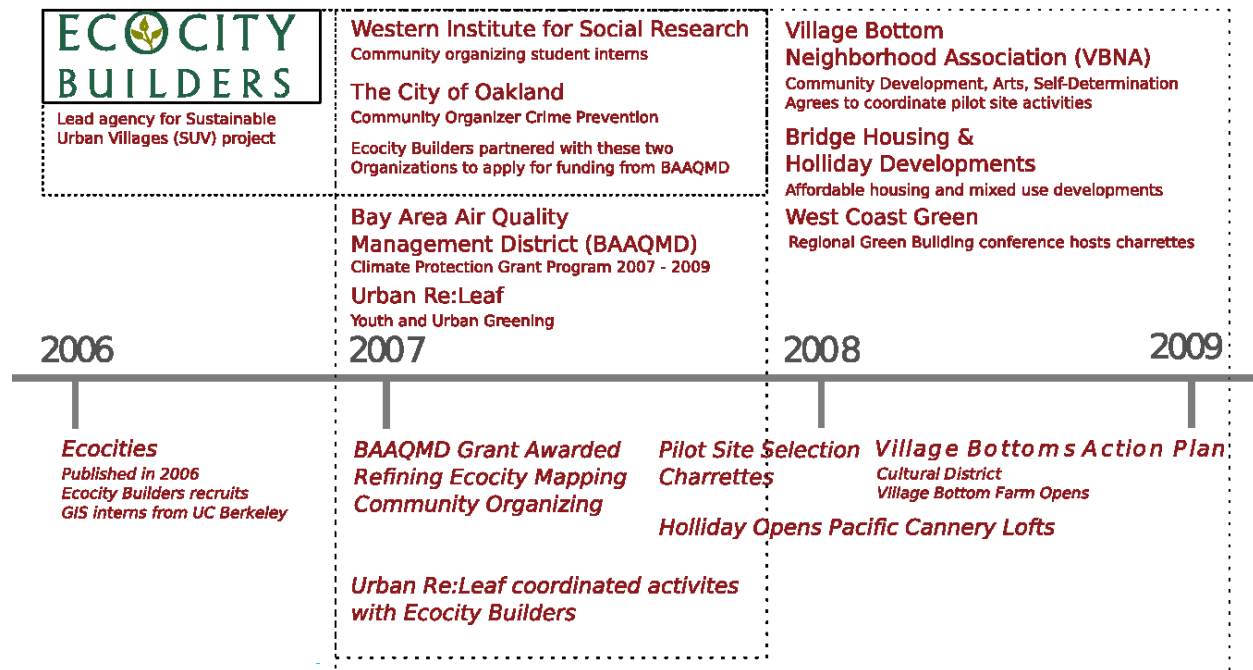 ECOCITY
BUILDERS
Lead agency for Sustainable
Urban Villages (SUV) project
Western Institute for Social Research
Community organizing student interns
The City of Oakland
Community Organizer Crime Prevention
Ecocity Builders partnered with these two
Organizations to apply for funding from BAAQMD
Bay Area Air Quality
Management District (BAAQMD)
Climate Protection Grant Program 2007 - 2009
Urban Re:Leaf
Youth and Urban Greening
Village Bottom
Neighborhood Association (VBNA)
Community Development, Arts, Self-Determination
Agrees to coordinate pilot site activities
Bridge Housing &
Holliday Developments
Affordable housing and mixed use developments
West Coast Green
Regional Green Building conference hosts charrettes
2006
2007
2008
2009
Ecocities
Published in 2006
Ecocity Builders recruits
GIS interns from UC Berkeley
BAAQMD Grant Awarded
Refining Ecocity Mapping
Community Organizing
Urban Re:Leaf coordinated activites
with Ecocity Builders
Pilot Site Selection
Charrettes
Holliday Opens Pacific Cannery Lofts
Village Bottoms Action Plan
Cultural District
Village Bottom Farm Opens